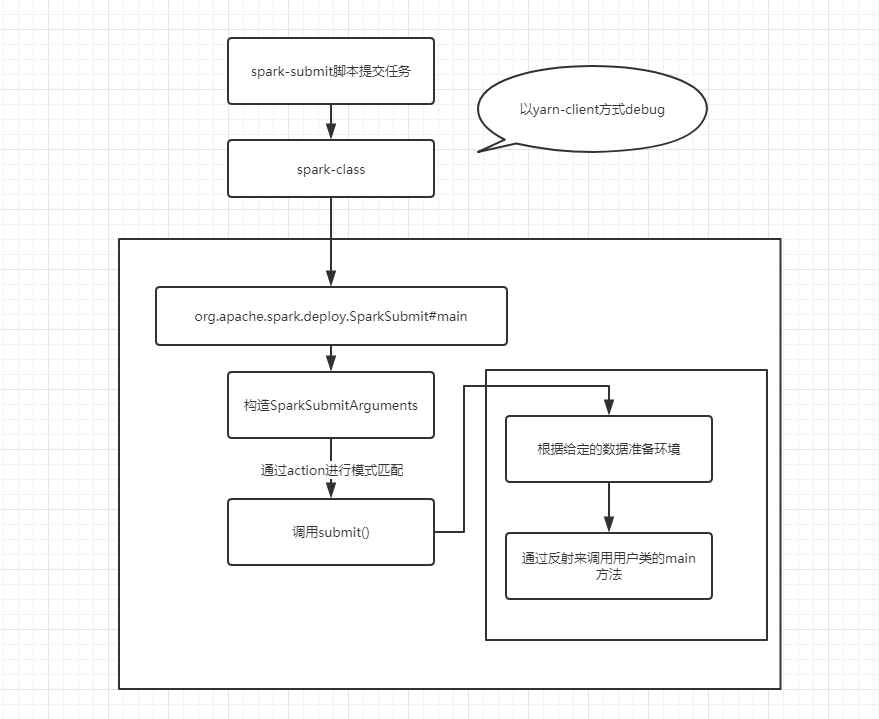 spark-submit脚本提交任务
以yarn-client方式debug
spark-class
org.apache.spark.deploy.SparkSubmit#main
构造SparkSubmitArguments
通过action进行模式匹配
调用submit()
根据给定的数据准备环境
通过反射来调用用户类的main
方法